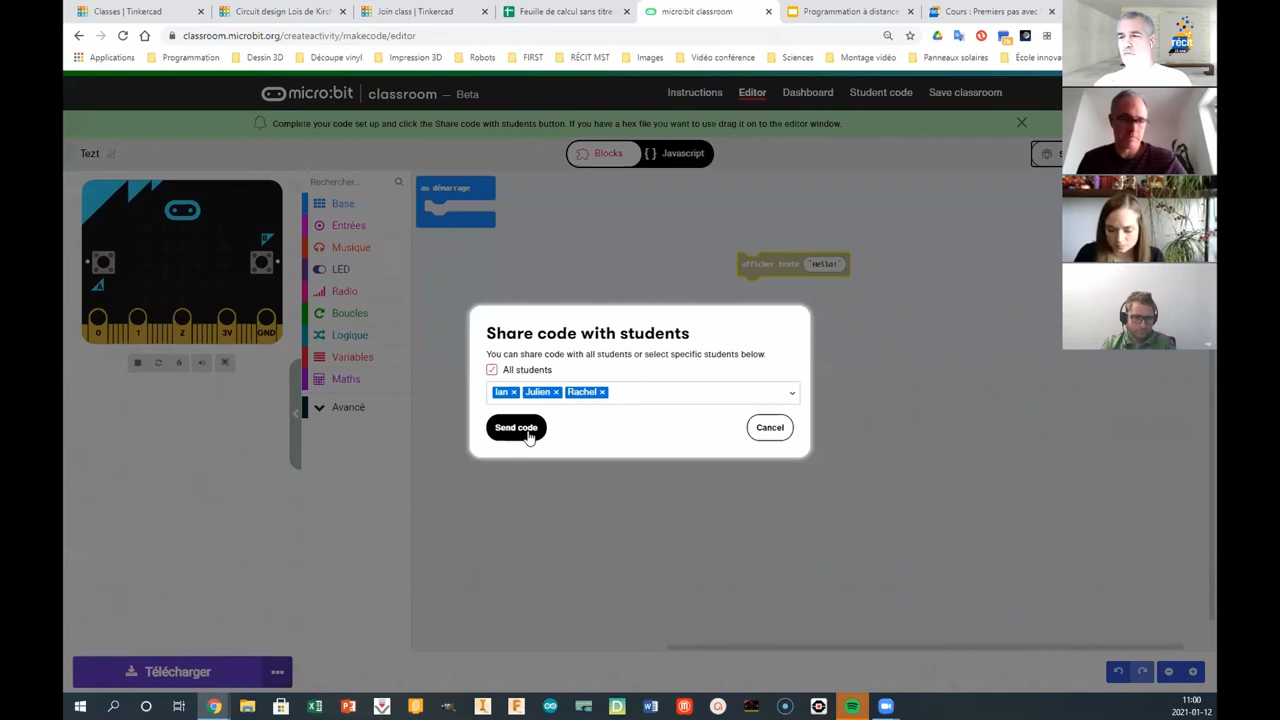 Classes | Tinkercad
Circuit design Lois de Kirch
Join class | Tinkercad
Feuille de calcul sans titre
micro:bit classroom
Programmation à distance
Cours : Premiers pas avec
classroom.microbit.org/createactivity/makecode/editor
Applications
Programmation
Dessin 3D
Découpe vinyl
Impression 3D
Robots
FIRST
RÉCIT MST
Images
Vidéo conférence
Sciences
Montage vidéo
Panneaux solaires
École innova
récit
micro:bit classroom — Beta
Instructions
Editor
Dashboard
Student code
Save classroom
Complete your code set up and click the Share code with students button. If you have a hex file you want to use drag it on to the editor window.
Tezt
Blocks
{ } Javascript
Rechercher...
Base
Entrées
Musique
LED
Radio
Boucles
Logique
Variables
Maths
Avancé
A
B
0 1 2 3V GND
au démarrage
afficher texte "Hello!"
Share code with students
You can share code with all students or select specific students below.
All students
Ian × Julien × Rachel ×
Send code
Cancel
Télécharger
11:00
2021-01-12